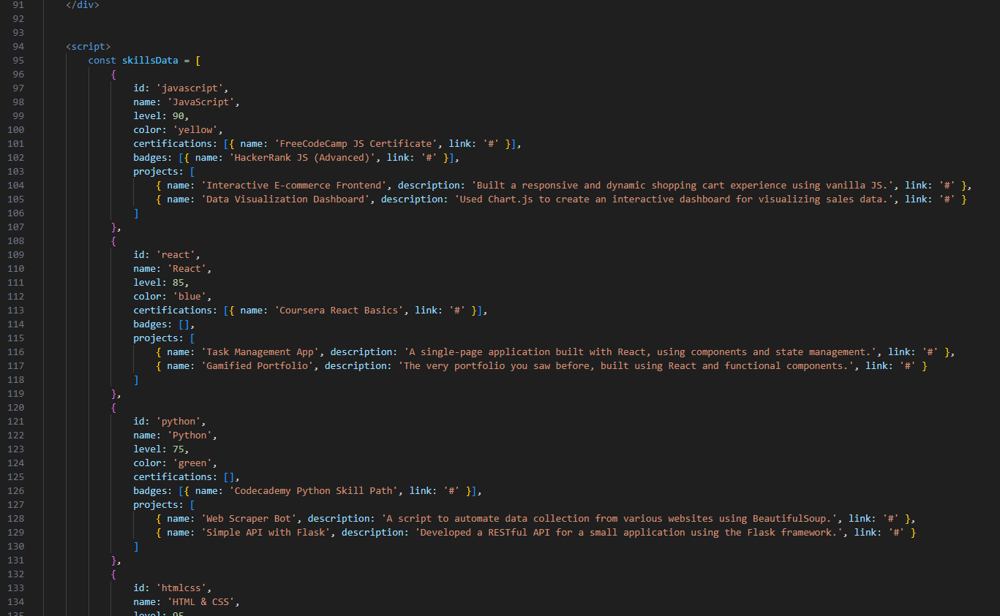 91 </div>
92
93
94 <script>
95 const skillsData = [
96 {
97 id: 'javascript',
98 name: 'JavaScript',
99 level: 90,
100 color: 'yellow',
101 certifications: [{ name: 'FreeCodeCamp JS Certificate', link: '#' }],
102 badges: [{ name: 'HackerRank JS (Advanced)', link: '#' }],
103 projects: [
104 { name: 'Interactive E-commerce Frontend', description: 'Built a responsive and dynamic shopping cart experience using vanilla JS.', link: '#' },
105 { name: 'Data Visualization Dashboard', description: 'Used Chart.js to create an interactive dashboard for visualizing sales data.', link: '#' }
106 ]
107 },
108 {
109 id: 'react',
110 name: 'React',
111 level: 85,
112 color: 'blue',
113 certifications: [{ name: 'Coursera React Basics', link: '#' }],
114 badges: [],
115 projects: [
116 { name: 'Task Management App', description: 'A single-page application built with React, using components and state management.', link: '#' },
117 { name: 'Gamified Portfolio', description: 'The very portfolio you saw before, built using React and functional components.', link: '#' }
118 ]
119 },
120 {
121 id: 'python',
122 name: 'Python',
123 level: 75,
124 color: 'green',
125 certifications: [],
126 badges: [{ name: 'Codecademy Python Skill Path', link: '#' }],
127 projects: [
128 { name: 'Web Scraper Bot', description: 'A script to automate data collection from various websites using BeautifulSoup.', link: '#' },
129 { name: 'Simple API with Flask', description: 'Developed a RESTful API for a small application using the Flask framework.', link: '#' }
130 ]
131 },
132 {
133 id: 'htmlcss',
134 name: 'HTML & CSS',
135 level: 95